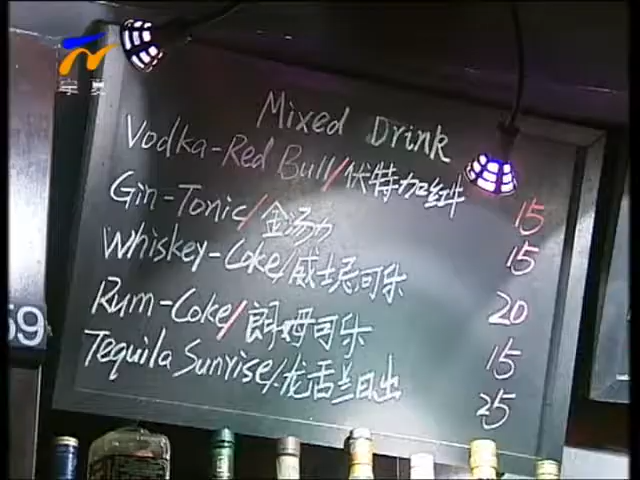 Mixed Drink
Vodka-Red Bull/伏特加红牛 15
Gin-Tonic/金汤力 15
Whiskey-Coke/威士忌可乐 20
Rum-Coke/朗姆可乐 15
Tequila Sunrise/龙舌兰日出 25
59